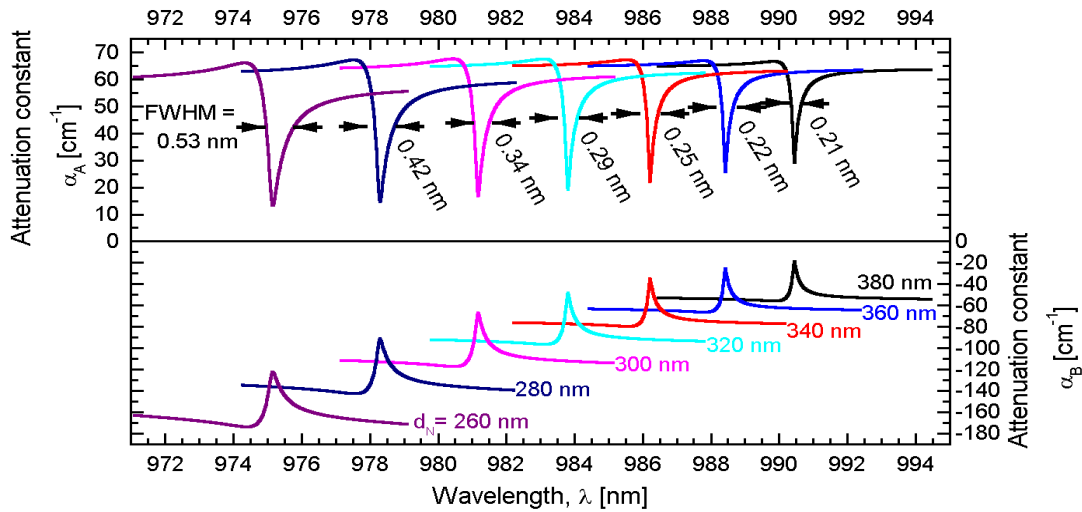 972 974 976 978 980 982 984 986 988 990 992 994
Attenuation constant
α_A [cm⁻¹]
70
60
50
40
30
20
10
0
FWHM =
0.53 nm
0.42 nm
0.34 nm
0.29 nm
0.25 nm
0.22 nm
0.21 nm
0
-20
-40
-60
-80
-100
-120
-140
-160
-180
Attenuation constant
α_B [cm⁻¹]
380 nm
360 nm
340 nm
320 nm
300 nm
280 nm
d_N= 260 nm
972 974 976 978 980 982 984 986 988 990 992 994
Wavelength, λ [nm]